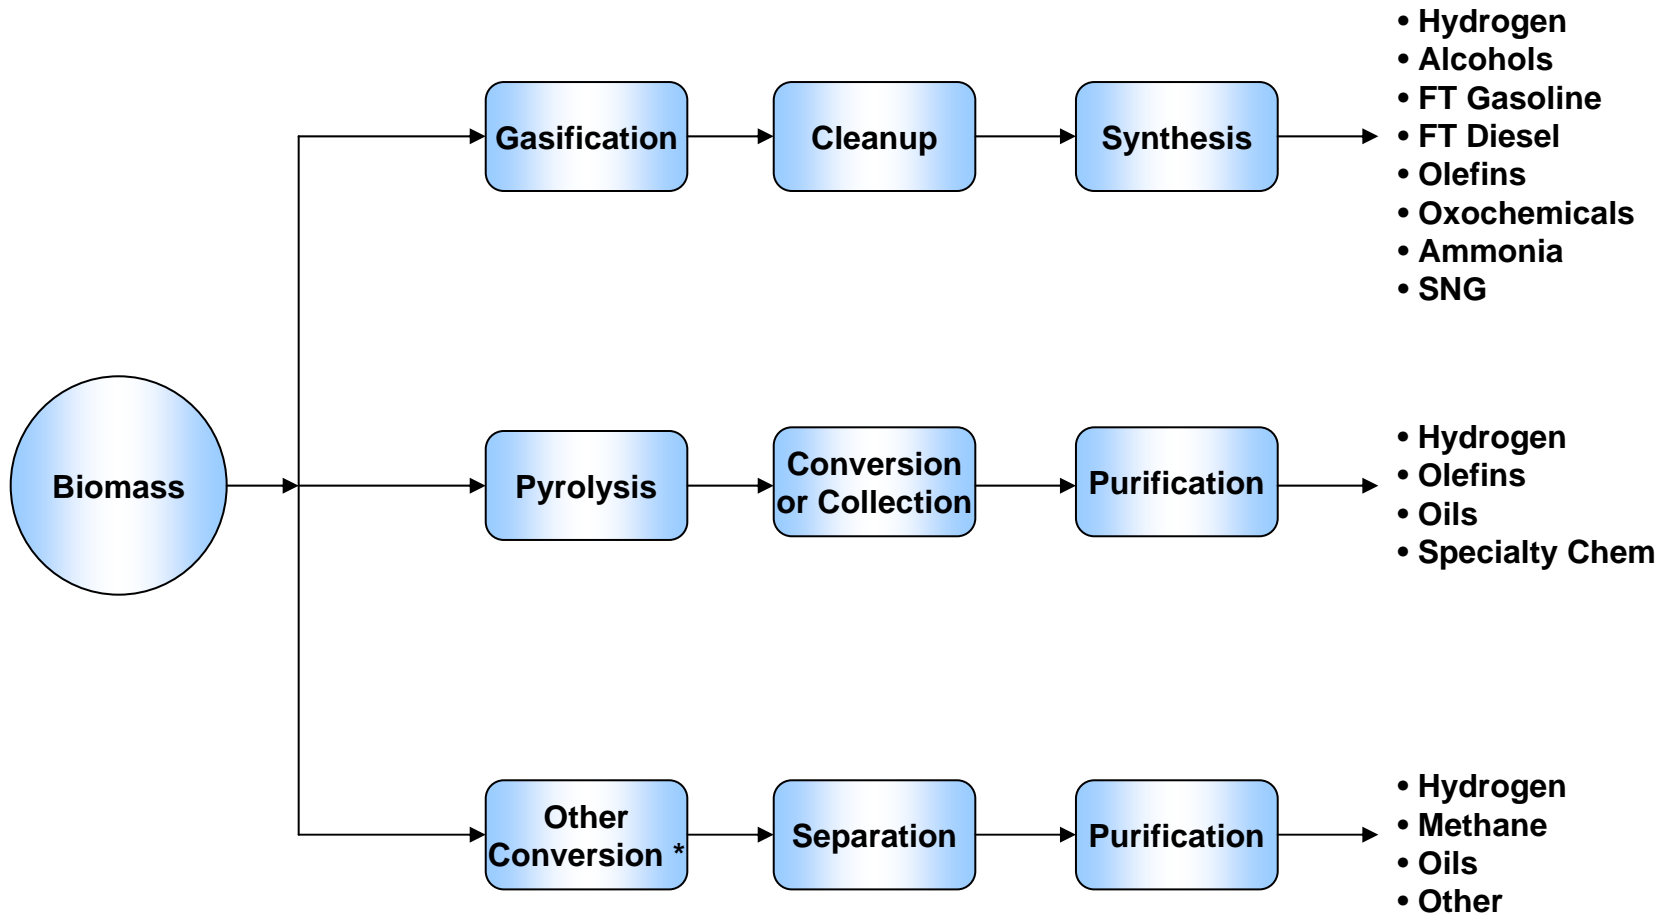 • Hydrogen
• Alcohols
• FT Gasoline
• FT Diesel
• Olefins
• Oxochemicals
• Ammonia
• SNG
Gasification
Cleanup
Synthesis
Biomass
Pyrolysis
Conversion
or Collection
Purification
• Hydrogen
• Olefins
• Oils
• Specialty Chem
Other
Conversion *
Separation
Purification
• Hydrogen
• Methane
• Oils
• Other